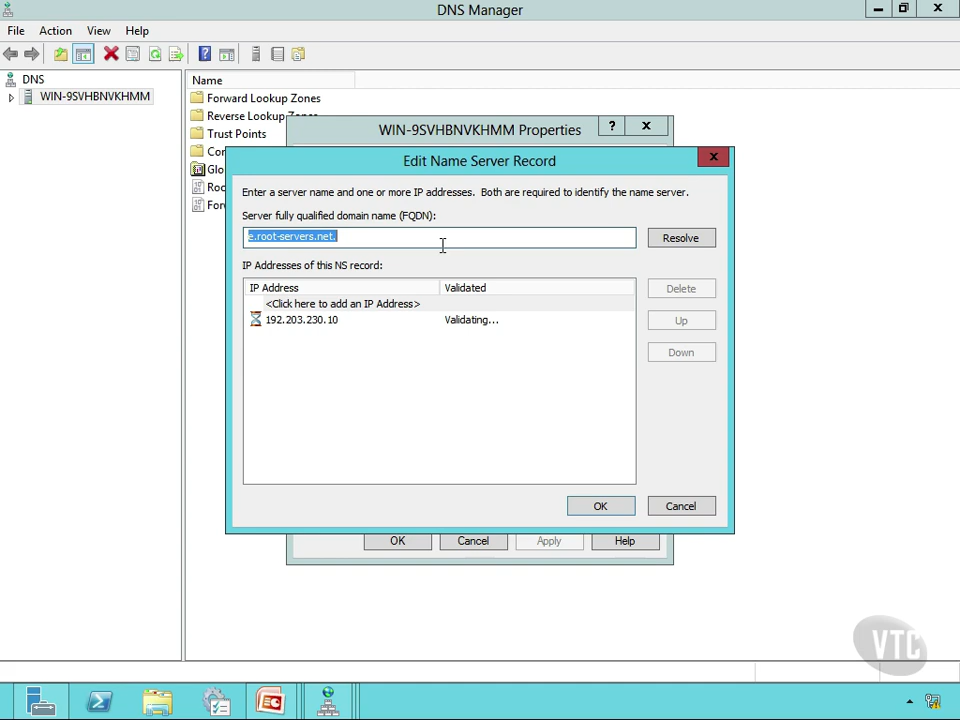 DNS Manager
File Action View Help
DNS
WIN-9SVHBNVKHMM
Name
Forward Lookup Zones
Reverse Lookup Zones
Trust Points
Con
Glo
Roo
For
WIN-9SVHBNVKHMM Properties
? X
Edit Name Server Record
Enter a server name and one or more IP addresses. Both are required to identify the name server.
Server fully qualified domain name (FQDN):
e.root-servers.net.
Resolve
IP Addresses of this NS record:
IP Address Validated
<Click here to add an IP Address>
192.203.230.10 Validating...
Delete
Up
Down
OK Cancel
OK Cancel Apply Help
VTC